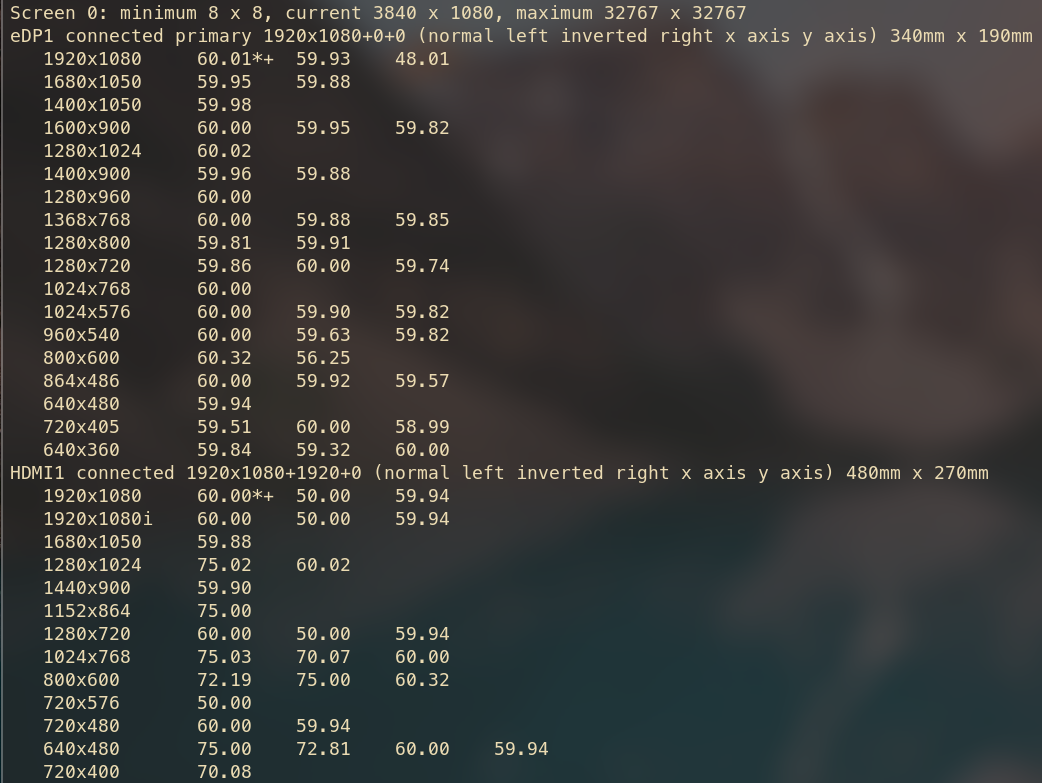 Screen 0: minimum 8 x 8, current 3840 x 1080, maximum 32767 x 32767
eDP1 connected primary 1920x1080+0+0 (normal left inverted right x axis y axis) 340mm x 190mm
   1920x1080     60.01*+  59.93    48.01
   1680x1050     59.95    59.88
   1400x1050     59.98
   1600x900      60.00    59.95    59.82
   1280x1024     60.02
   1400x900      59.96    59.88
   1280x960      60.00
   1368x768      60.00    59.88    59.85
   1280x800      59.81    59.91
   1280x720      59.86    60.00    59.74
   1024x768      60.00
   1024x576      60.00    59.90    59.82
   960x540       60.00    59.63    59.82
   800x600       60.32    56.25
   864x486       60.00    59.92    59.57
   640x480       59.94
   720x405       59.51    60.00    58.99
   640x360       59.84    59.32    60.00
HDMI1 connected 1920x1080+1920+0 (normal left inverted right x axis y axis) 480mm x 270mm
   1920x1080     60.00*+  50.00    59.94
   1920x1080i    60.00    50.00    59.94
   1680x1050     59.88
   1280x1024     75.02    60.02
   1440x900      59.90
   1152x864      75.00
   1280x720      60.00    50.00    59.94
   1024x768      75.03    70.07    60.00
   800x600       72.19    75.00    60.32
   720x576       50.00
   720x480       60.00    59.94
   640x480       75.00    72.81    60.00    59.94
   720x400       70.08